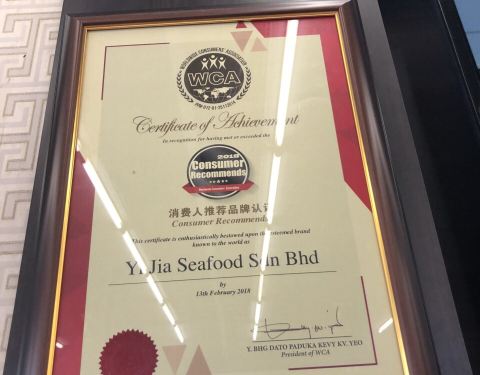 WORLDWIDE CONSUMERS' ASSOCIATION
WCA
Certificate of Achievement
In recognition for having met or exceeded the
2018
Consumer
Recommends
消费人推荐品牌认
Consumer Recommends
This certificate is enthusiastically bestowed upon the esteemed brand
known to the world as
Yi Jia Seafood Sdn Bhd
by
13th February 2018
Y. BHG DATO PADUKA KEVY KV. YEO
President of WCA